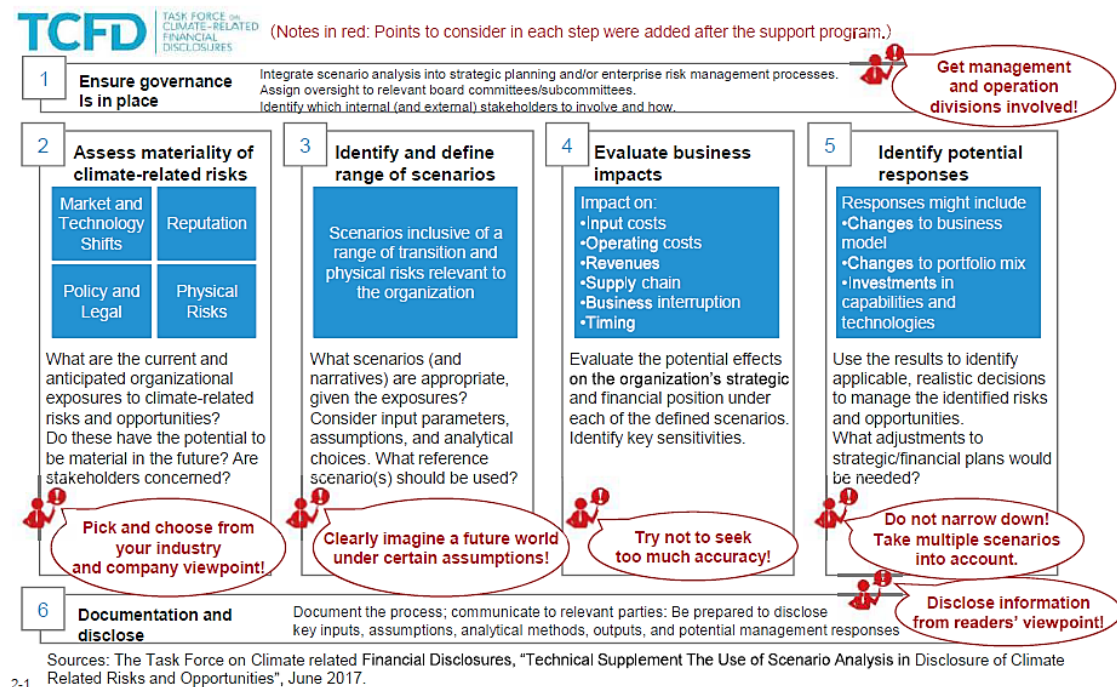 TCFD
TASK FORCE ON
CLIMATE-RELATED
FINANCIAL
DISCLOSURES
(Notes in red: Points to consider in each step were added after the support program.)
1
Ensure governance
Is in place
Integrate scenario analysis into strategic planning and/or enterprise risk management processes.
Assign oversight to relevant board committees/subcommittees.
Identify which internal (and external) stakeholders to involve and how.
Get management
and operation
divisions involved!
2
Assess materiality of
climate-related risks
Market and
Technology
Shifts
Reputation
Policy and
Legal
Physical
Risks
What are the current and
anticipated organizational
exposures to climate-related
risks and opportunities?
Do these have the potential to
be material in the future? Are
stakeholders concerned?
Pick and choose from
your industry
and company viewpoint!
3
Identify and define
range of scenarios
Scenarios inclusive of a
range of transition and
physical risks relevant to
the organization
What scenarios (and
narratives) are appropriate,
given the exposures?
Consider input parameters,
assumptions, and analytical
choices. What reference
scenario(s) should be used?
Clearly imagine a future world
under certain assumptions!
4
Evaluate business
impacts
Impact on:
•Input costs
•Operating costs
•Revenues
•Supply chain
•Business interruption
•Timing
Evaluate the potential effects
on the organization's strategic
and financial position under
each of the defined scenarios.
Identify key sensitivities.
Try not to seek
too much accuracy!
5
Identify potential
responses
Responses might include
•Changes to business
model
•Changes to portfolio mix
•Investments in
capabilities and
technologies
Use the results to identify
applicable, realistic decisions
to manage the identified risks
and opportunities.
What adjustments to
strategic/financial plans would
be needed?
Do not narrow down!
Take multiple scenarios
into account.
6
Documentation and
disclose
Document the process; communicate to relevant parties: Be prepared to disclose
key inputs, assumptions, analytical methods, outputs, and potential management responses
Disclose information
from readers' viewpoint!
Sources: The Task Force on Climate related Financial Disclosures, "Technical Supplement The Use of Scenario Analysis in Disclosure of Climate
Related Risks and Opportunities", June 2017.
2-1